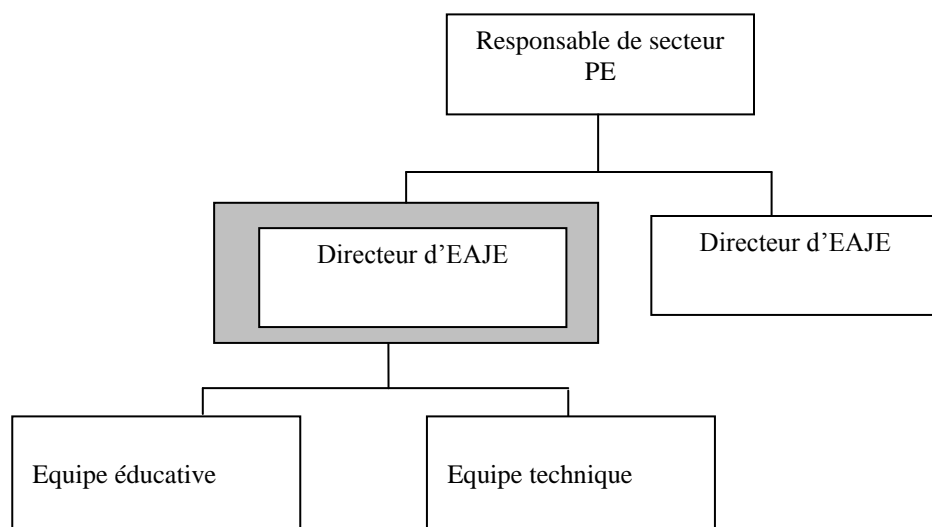 Responsable de secteur
PE
Directeur d’EAJE
Directeur d’EAJE
Equipe éducative
Equipe technique